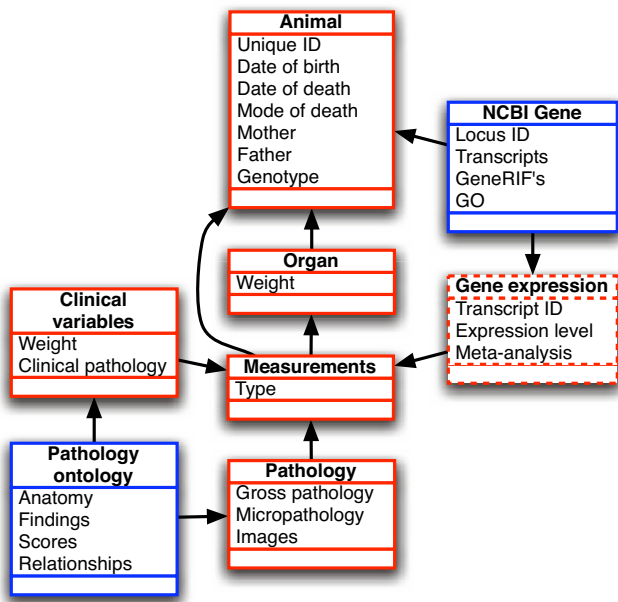 Animal
Unique ID
Date of birth
Date of death
Mode of death
Mother
Father
Genotype
NCBI Gene
Locus ID
Transcripts
GeneRIF's
GO
Organ
Weight
Gene expression
Transcript ID
Expression level
Meta-analysis
Clinical
variables
Weight
Clinical pathology
Measurements
Type
Pathology
ontology
Anatomy
Findings
Scores
Relationships
Pathology
Gross pathology
Micropathology
Images